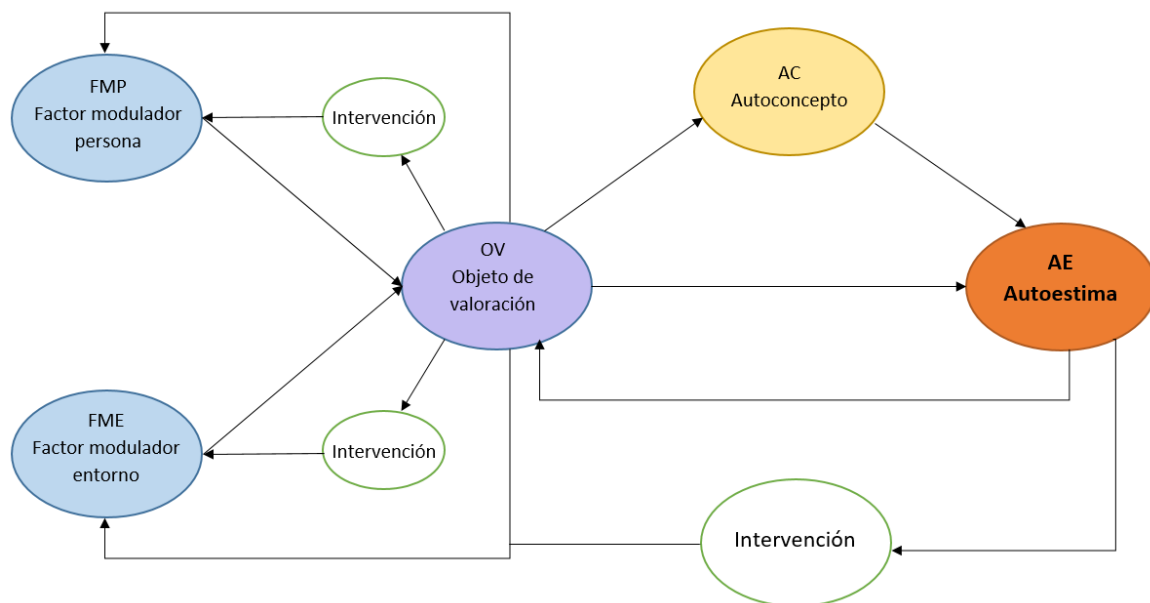 FMP
Factor modulador
persona
Intervención
AC
Autoconcepto
OV
Objeto de
valoración
AE
Autoestima
FME
Factor modulador
entorno
Intervención
Intervención